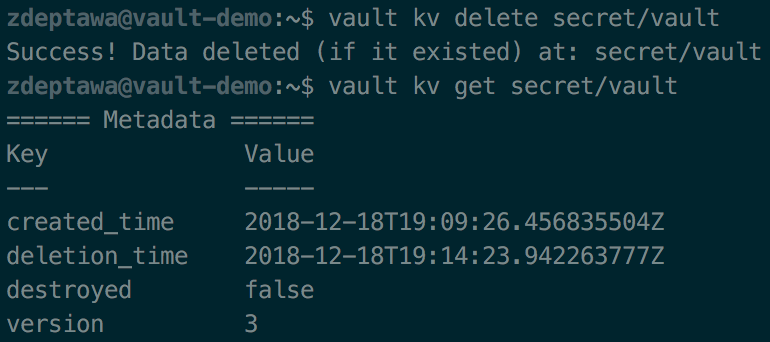 zdeptawa@vault-demo:~$ vault kv delete secret/vault
Success! Data deleted (if it existed) at: secret/vault
zdeptawa@vault-demo:~$ vault kv get secret/vault
====== Metadata ======
Key              Value
---              -----
created_time     2018-12-18T19:09:26.456835504Z
deletion_time    2018-12-18T19:14:23.942263777Z
destroyed        false
version          3